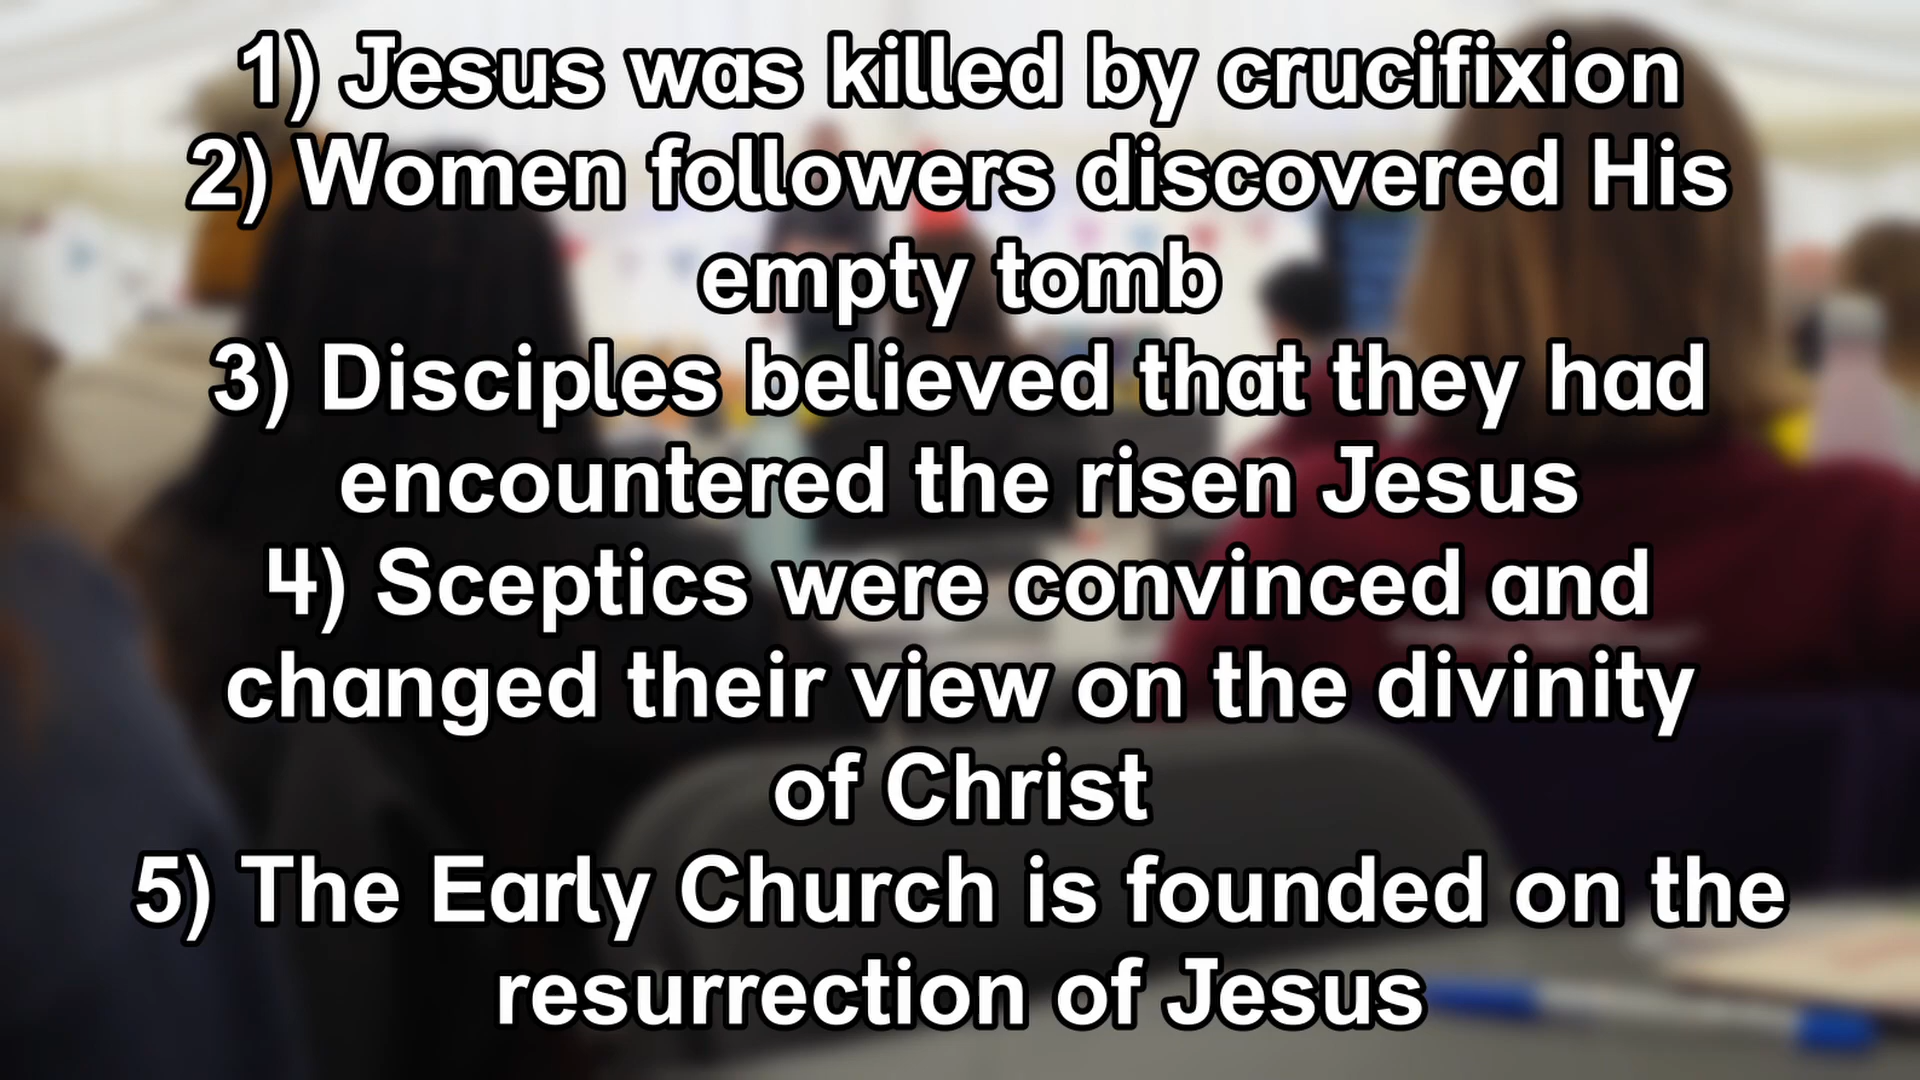 1) Jesus was killed by crucifixion
2) Women followers discovered His
empty tomb
3) Disciples believed that they had
encountered the risen Jesus
4) Sceptics were convinced and
changed their view on the divinity
of Christ
5) The Early Church is founded on the
resurrection of Jesus